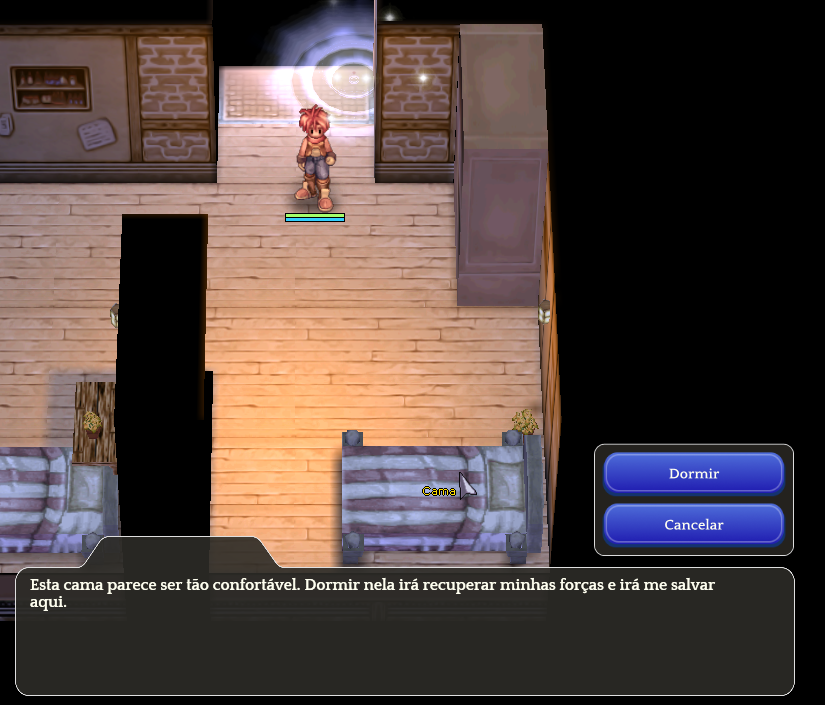 Cama
Dormir
Cancelar
Esta cama parece ser tão confortável. Dormir nela irá recuperar minhas forças e irá me salvar
aqui.